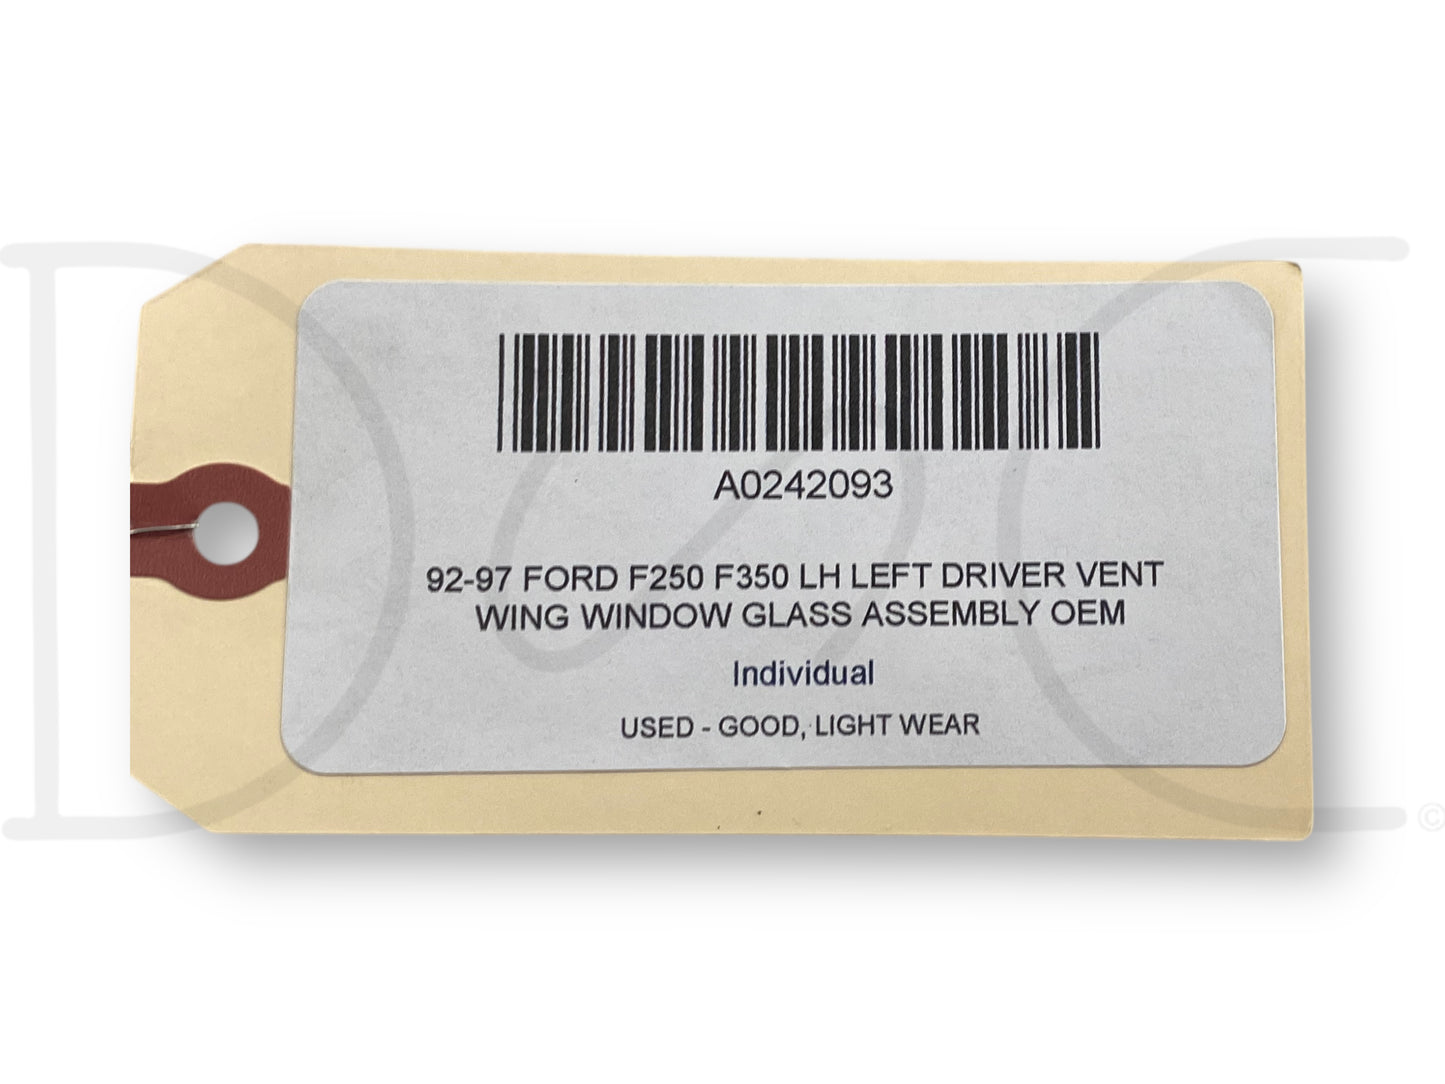 A0242093
92-97 FORD F250 F350 LH LEFT DRIVER VENT
WING WINDOW GLASS ASSEMBLY OEM
Individual
USED - GOOD, LIGHT WEAR
D C ©